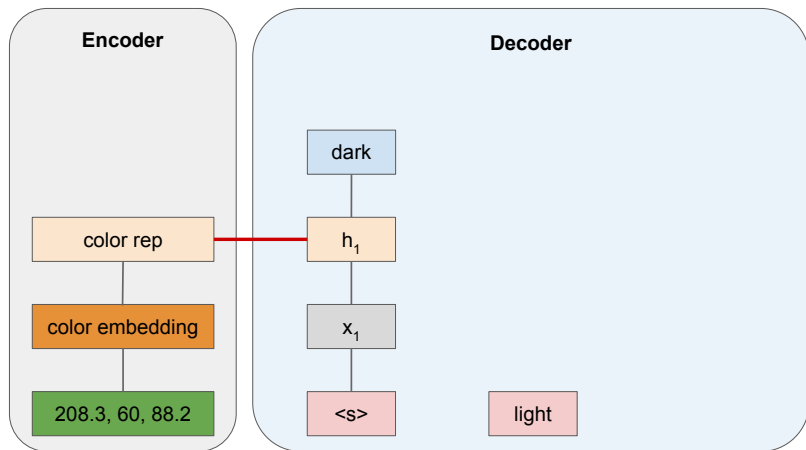 Encoder
Decoder
dark
color rep
h₁
color embedding
x₁
208.3, 60, 88.2
<s>
light